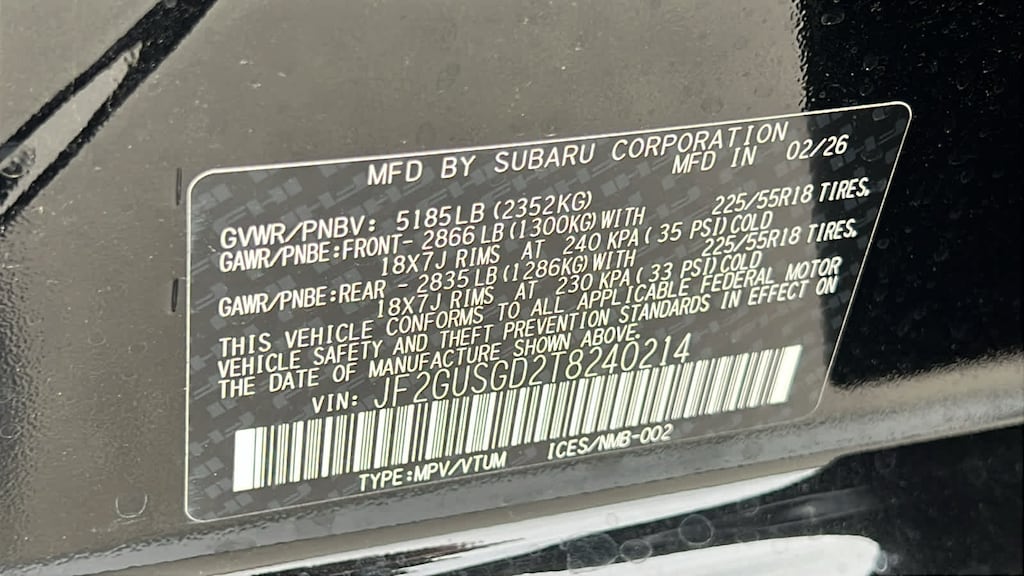 MFD BY SUBARU CORPORATION
MFD IN 02/26
GVWR/PNBV: 5185LB (2352KG)
GAWR/PNBE:FRONT- 2866 LB (1300KG) WITH 225/55R18 TIRES.
18X7J RIMS AT 240 KPA (35 PSI) COLD
GAWR/PNBE:REAR - 2835 LB (1286KG) WITH 225/55R18 TIRES.
18X7J RIMS AT 230 KPA (33 PSI) COLD
THIS VEHICLE CONFORMS TO ALL APPLICABLE FEDERAL MOTOR
VEHICLE SAFETY AND THEFT PREVENTION STANDARDS IN EFFECT ON
THE DATE OF MANUFACTURE SHOWN ABOVE.
VIN: JF2GUSGD2T8240214
TYPE:MPV/VTUM ICES/NMB-002